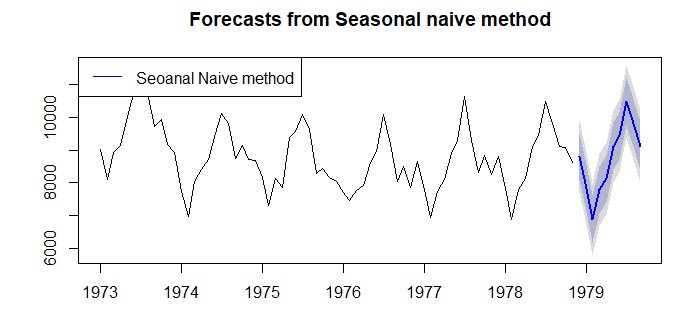 Forecasts from Seasonal naive method
Seoanal Naive method
10000
8000
6000
1973 1974 1975 1976 1977 1978 1979